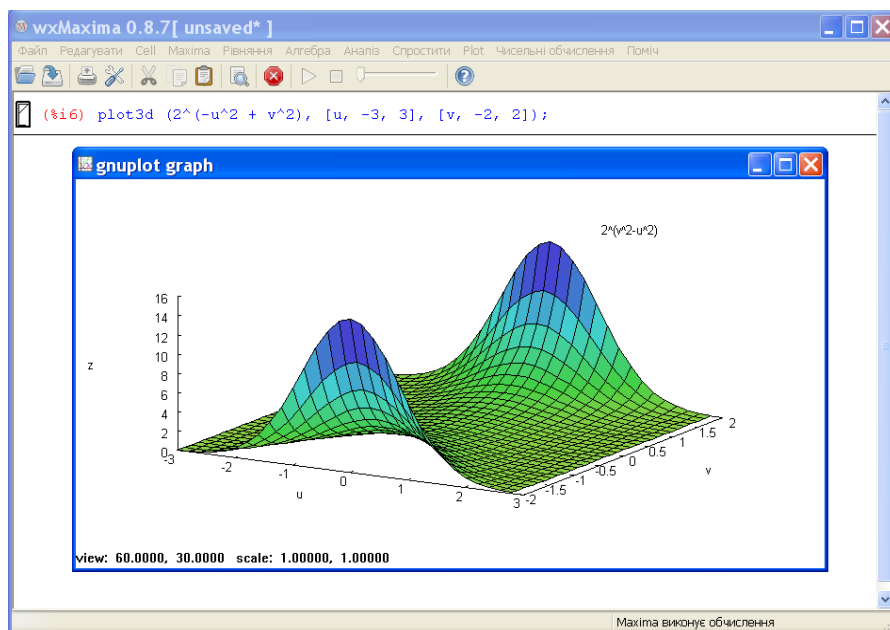 wxMaxima 0.8.7[ unsaved* ]
Файл Редагувати Cell Maxima Рівняння Алгебра Аналіз Спростити Plot Чисельні обчислення Поміч
(%i6) plot3d (2^(-u^2 + v^2), [u, -3, 3], [v, -2, 2]);
gnuplot graph
2^(v^2-u^2)
16
14
12
10
8
6
4
2
0
z
-3 -2 -1 0 1 2 3
u
-2 -1.5 -1 -0.5 0 0.5 1 1.5 2
v
view: 60.0000, 30.0000 scale: 1.00000, 1.00000
Maxima виконує обчислення